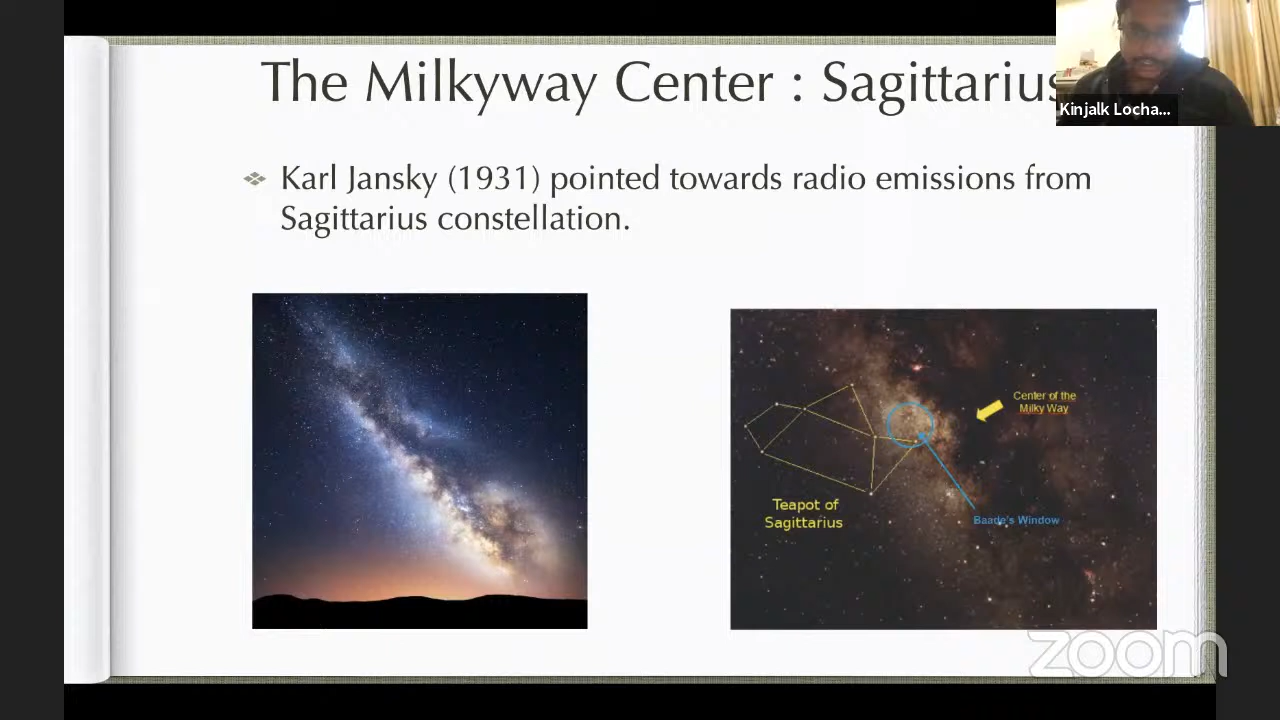 The Milkyway Center : Sagittarius
Kinjalk Locha...
Karl Jansky (1931) pointed towards radio emissions from
Sagittarius constellation.
Center of the
Milky Way
Teapot of
Sagittarius
Baade's Window
zoom